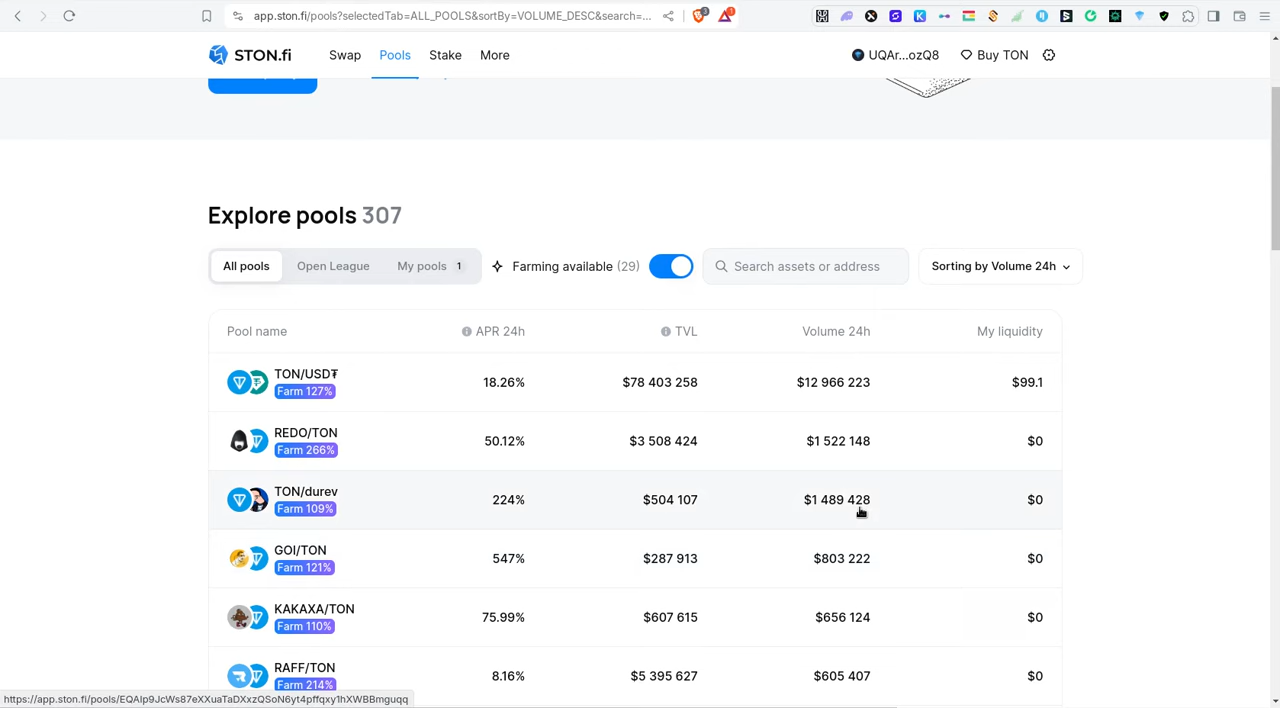 app.ston.fi/pools?selectedTab=ALL_POOLS&sortBy=VOLUME_DESC&search=...
3
1
STON.fi
Swap
Pools
Stake
More
UQAr...ozQ8
Buy TON
Explore pools 307
All pools
Open League
My pools 1
Farming available (29)
Search assets or address
Sorting by Volume 24h
Pool name
APR 24h
TVL
Volume 24h
My liquidity
TON/USD₮
Farm 127%
18.26%
$78 403 258
$12 966 223
$99.1
REDO/TON
Farm 266%
50.12%
$3 508 424
$1 522 148
$0
TON/durev
Farm 109%
224%
$504 107
$1 489 428
$0
GOI/TON
Farm 121%
547%
$287 913
$803 222
$0
KAKAXA/TON
Farm 110%
75.99%
$607 615
$656 124
$0
RAFF/TON
Farm 214%
8.16%
$5 395 627
$605 407
$0
https://app.ston.fi/pools/EQAIp9JcWs87eXXuaTaDXxzQSoN6yt4pffqxy1hXWBBmguqq